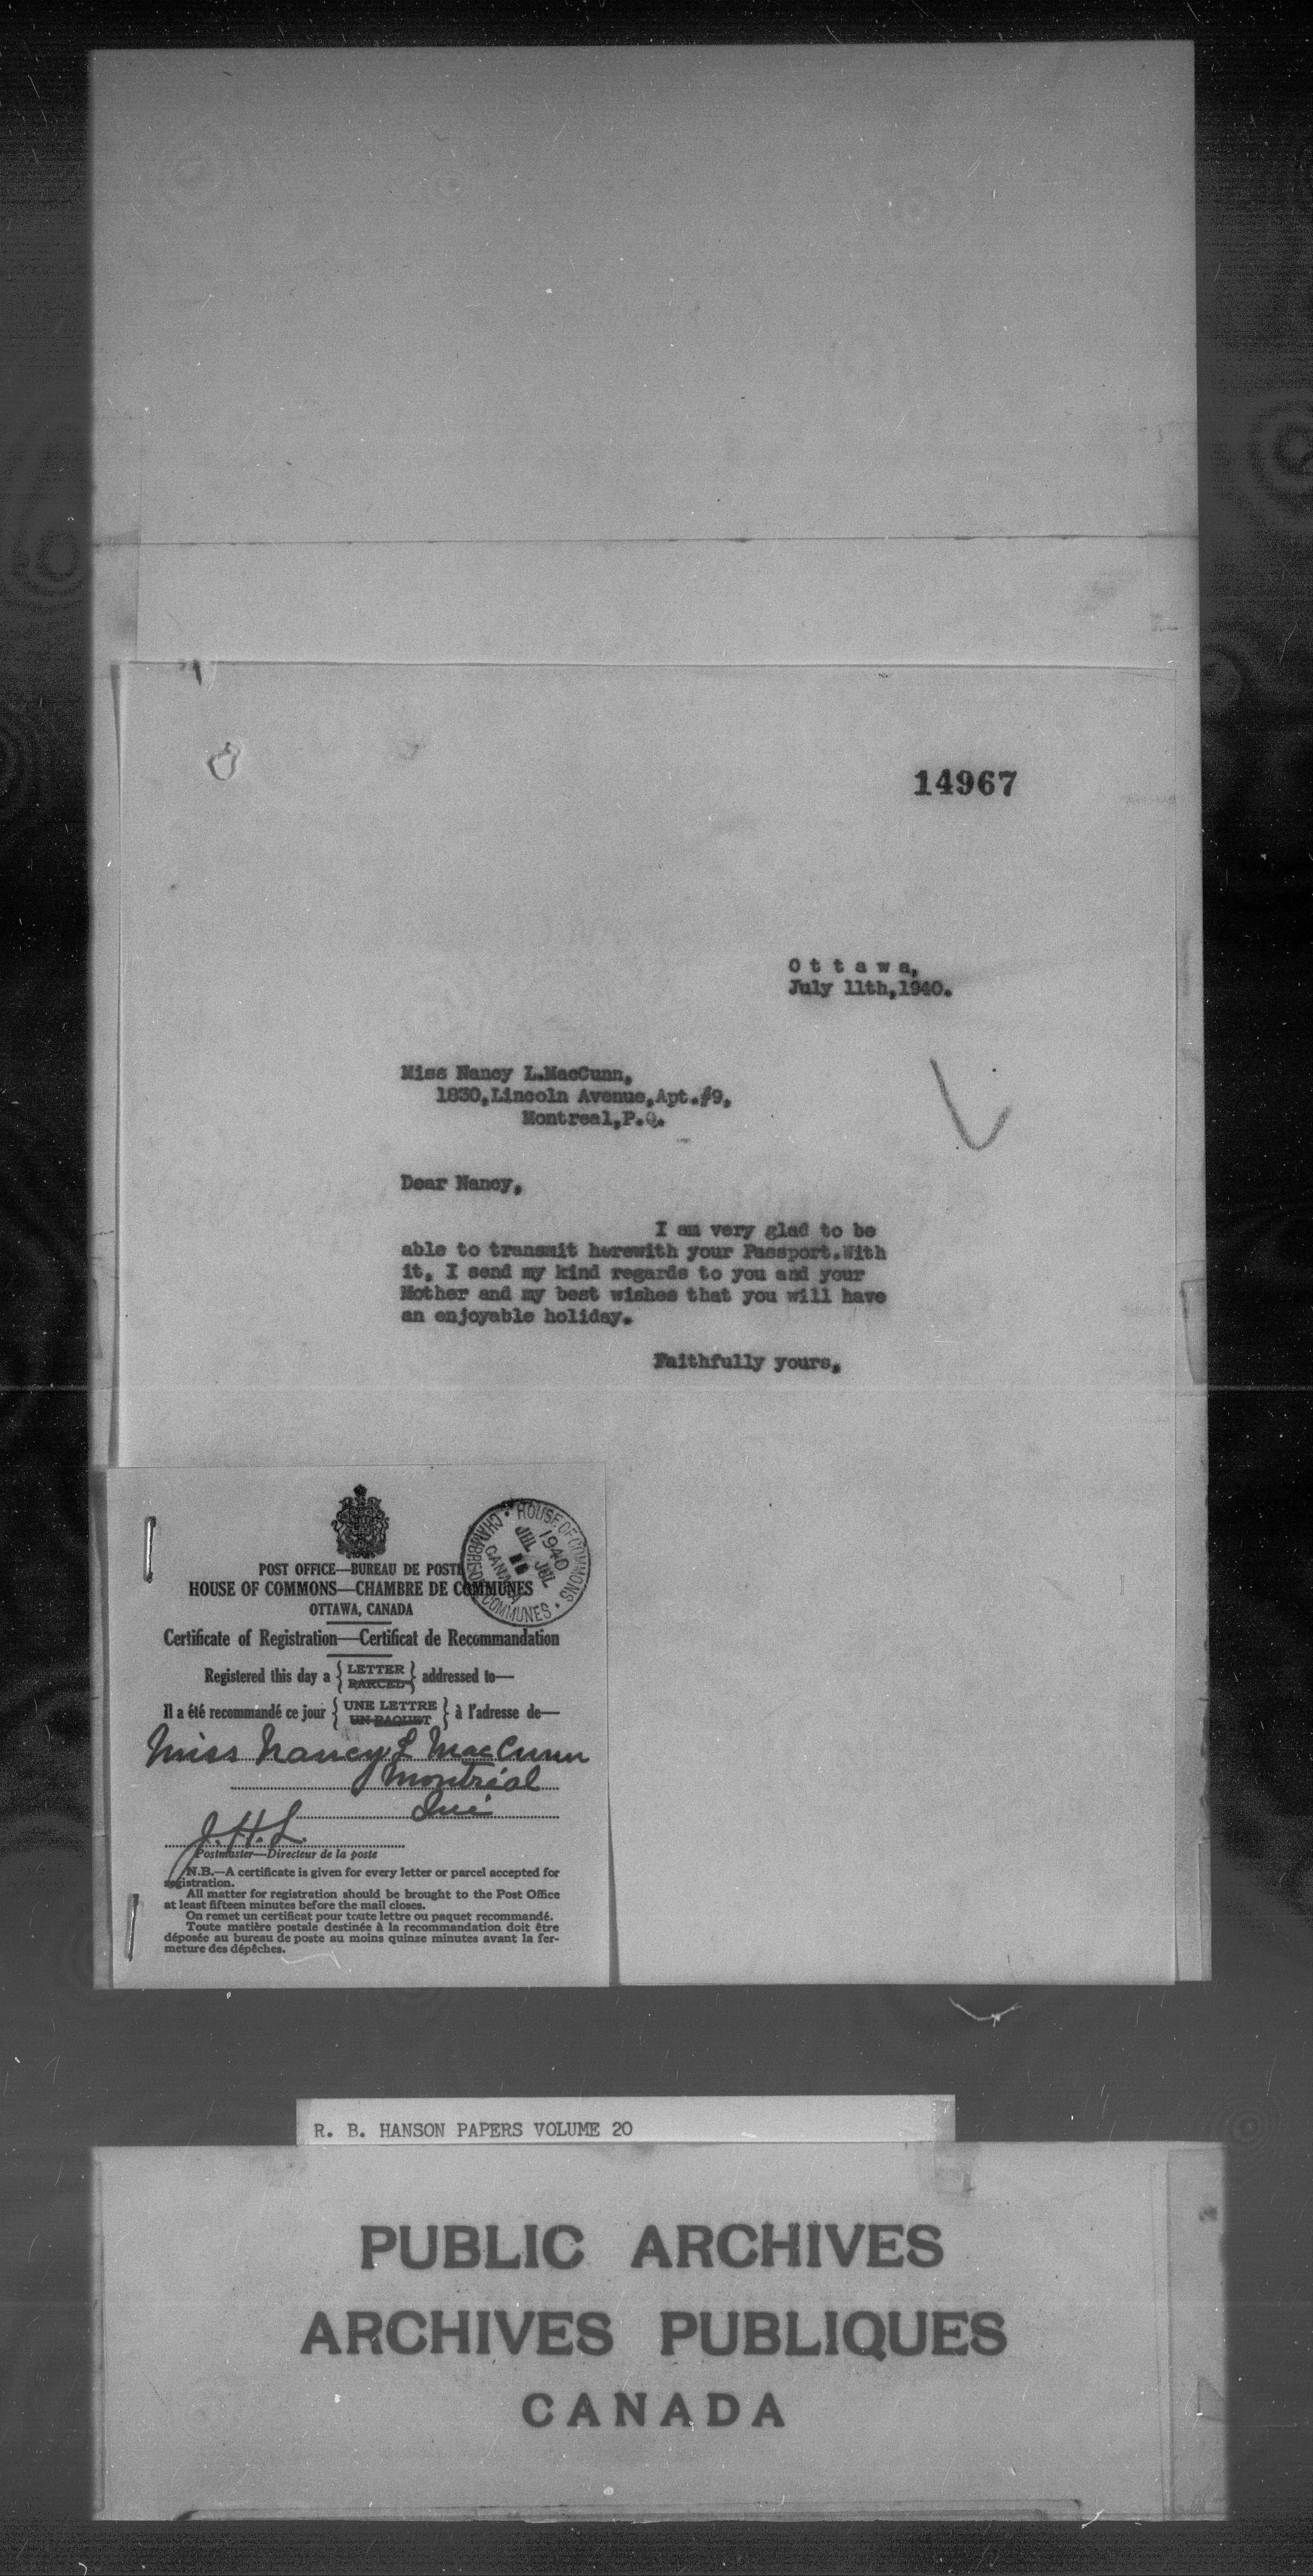 14967
O t t a w a,
July 11th,1940.
Miss Nancy L.MacCunn,
1830,Lincoln Avenue,Apt.#9,
Montreal,P.Q.
Dear Nancy,
I am very glad to be
able to transmit herewith your Passport.With
it, I send my kind regards to you and your
Mother and my best wishes that you will have
an enjoyable holiday.
Faithfully yours,
HOUSE OF COMMONS · CHAMBRE DE COMMUNES ·
1940
JUL JUL
11
CANADA
POST OFFICE—BUREAU DE POSTE
HOUSE OF COMMONS—CHAMBRE DE COMMUNES
OTTAWA, CANADA
Certificate of Registration—Certificat de Recommandation
Registered this day a { LETTER PARCEL } addressed to—
Il a été recommandé ce jour { UNE LETTRE UN PAQUET } à l'adresse de—
Miss Nancy L MacCunn
Montréal
Qué
J.H.L.
Postmaster—Directeur de la poste
N.B.—A certificate is given for every letter or parcel accepted for
registration.
All matter for registration should be brought to the Post Office
at least fifteen minutes before the mail closes.
On remet un certificat pour toute lettre ou paquet recommandé.
Toute matière postale destinée à la recommandation doit être
déposée au bureau de poste au moins quinze minutes avant la fer-
meture des dépêches.
R. B. HANSON PAPERS VOLUME 20
PUBLIC ARCHIVES
ARCHIVES PUBLIQUES
CANADA